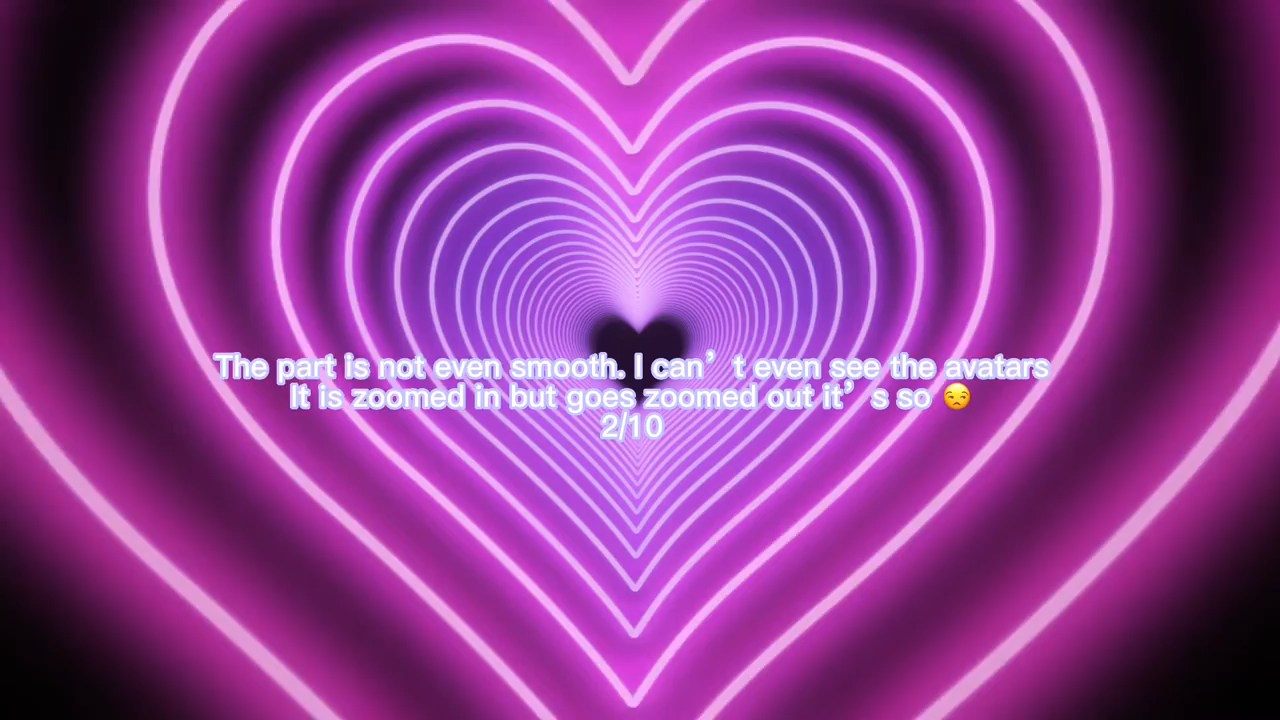 The part is not even smooth. I can’t even see the avatars
It is zoomed in but goes zoomed out it’s so 😒
2/10